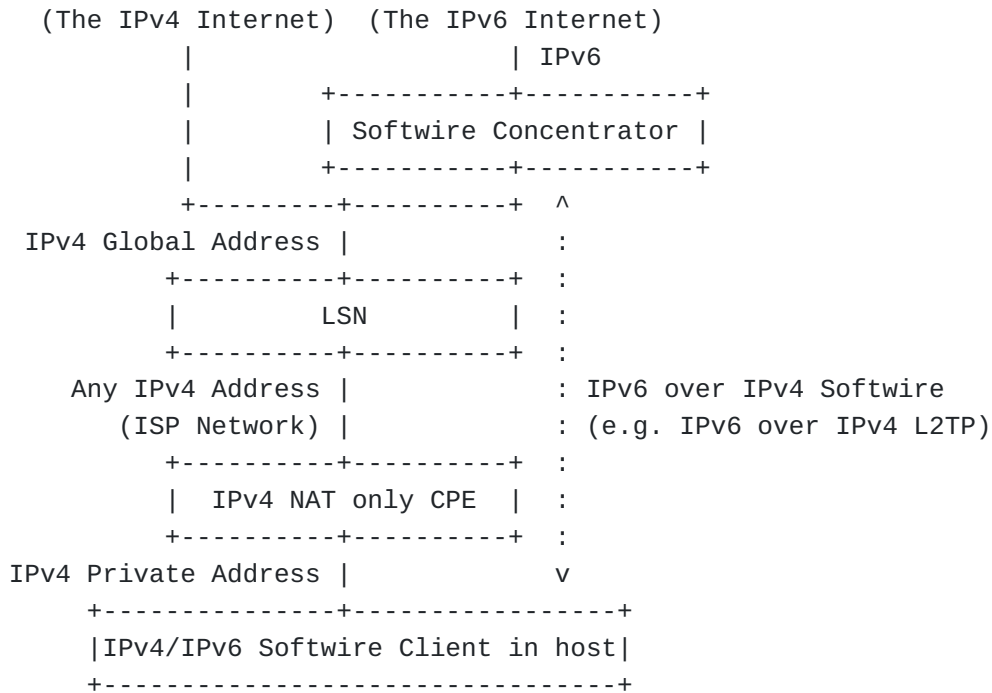 (The IPv4 Internet)  (The IPv6 Internet)
| | IPv6
| +-----------+-----------+
| | Softwire Concentrator |
| +-----------+-----------+
+---------+----------+ ^
IPv4 Global Address | :
+----------+----------+ :
| LSN | :
+----------+----------+ :
Any IPv4 Address | : IPv6 over IPv4 Softwire
(ISP Network) | : (e.g. IPv6 over IPv4 L2TP)
+----------+----------+ :
| IPv4 NAT only CPE | :
+----------+----------+ :
IPv4 Private Address | v
+---------------+-----------------+
|IPv4/IPv6 Softwire Client in host|
+---------------------------------+